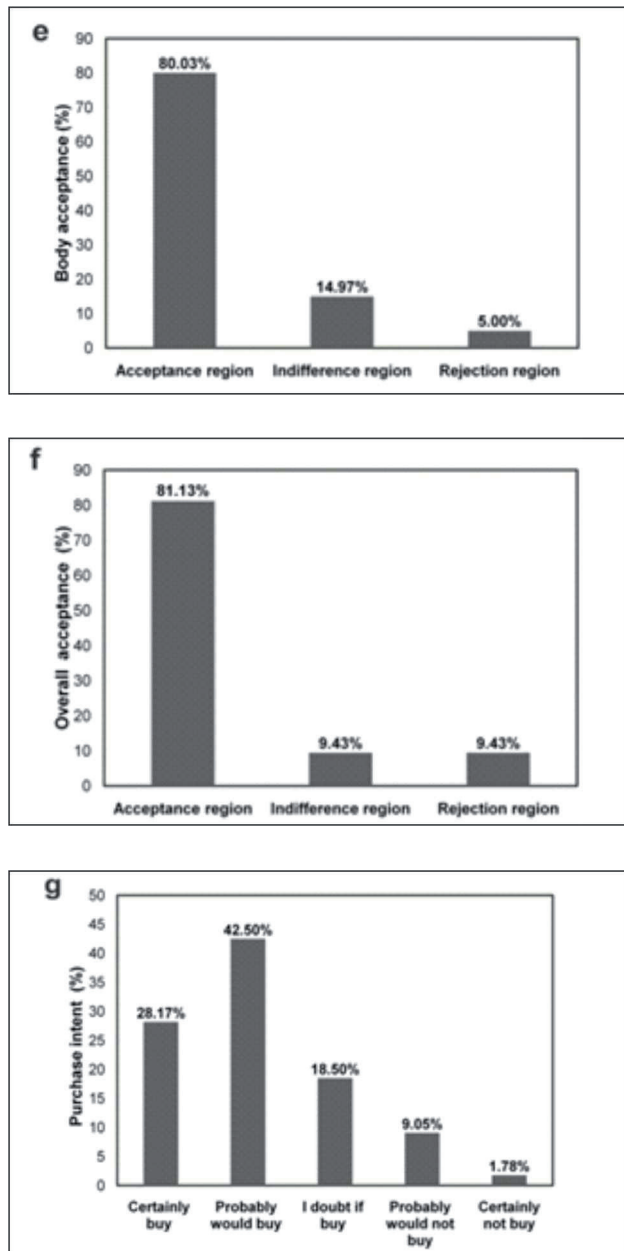 e
Body acceptance (%)
90
80
70
60
50
40
30
20
10
0
80.03%
14.97%
5.00%
Acceptance region
Indifference region
Rejection region
f
Overall acceptance (%)
90
80
70
60
50
40
30
20
10
0
81.13%
9.43%
9.43%
Acceptance region
Indifference region
Rejection region
g
Purchase intent (%)
50
45
40
35
30
25
20
15
10
5
0
28.17%
42.50%
18.50%
9.05%
1.78%
Certainly
buy
Probably
would buy
I doubt if
buy
Probably
would not
buy
Certainly
not buy